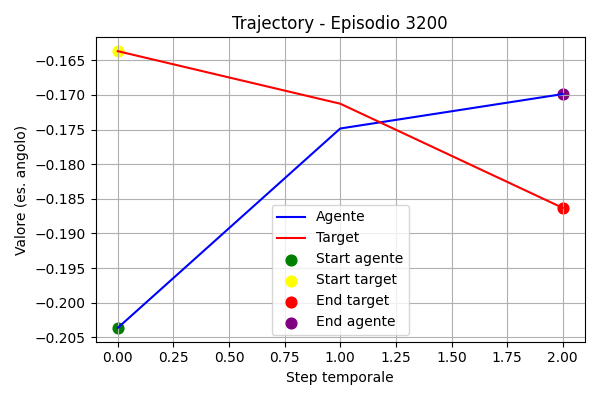 Trajectory - Episodio 3200
Valore (es. angolo)
−0.165
−0.170
−0.175
−0.180
−0.185
−0.190
−0.195
−0.200
−0.205
Agente
Target
Start agente
Start target
End target
End agente
0.00 0.25 0.50 0.75 1.00 1.25 1.50 1.75 2.00
Step temporale